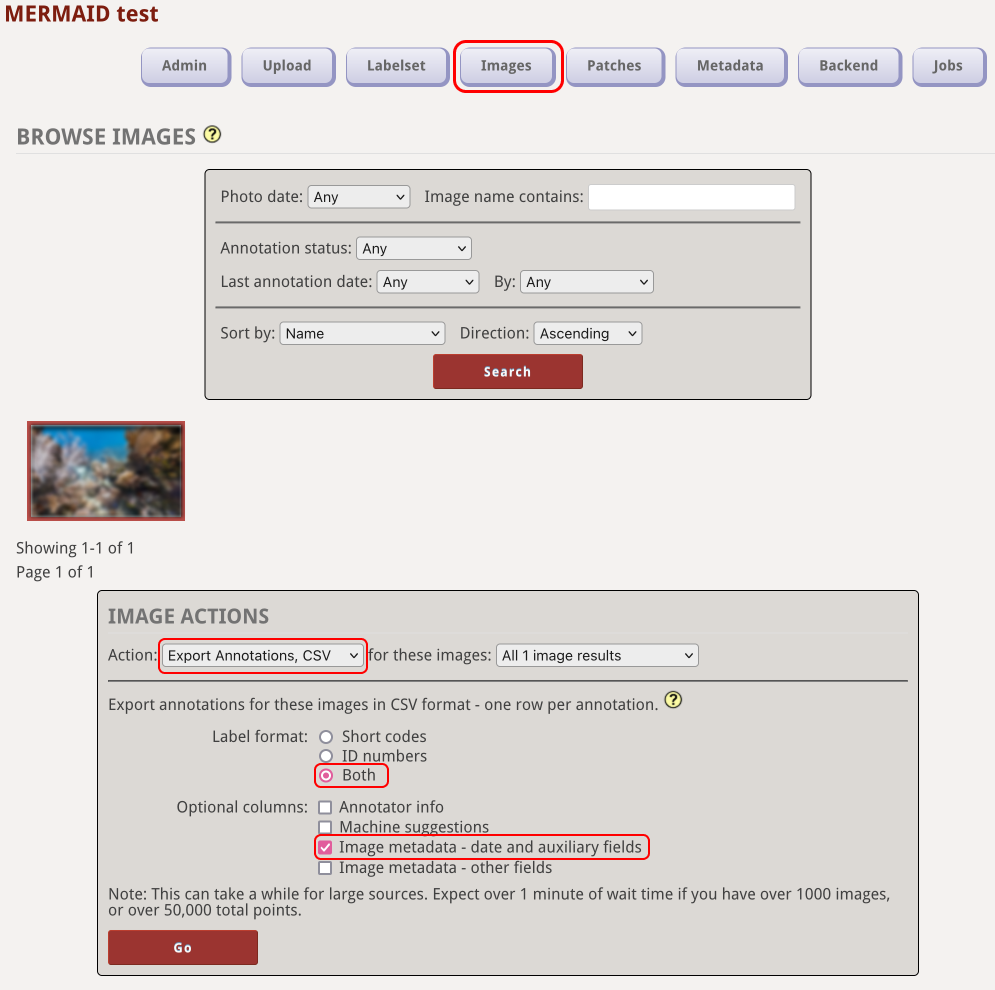 MERMAID test
Admin Upload Labelset Images Patches Metadata Backend Jobs
BROWSE IMAGES ?
Photo date: Any Image name contains:
Annotation status: Any
Last annotation date: Any By: Any
Sort by: Name Direction: Ascending
Search
Showing 1-1 of 1
Page 1 of 1
IMAGE ACTIONS
Action: Export Annotations, CSV for these images: All 1 image results
Export annotations for these images in CSV format - one row per annotation. ?
Label format: Short codes
ID numbers
Both
Optional columns: Annotator info
Machine suggestions
Image metadata - date and auxiliary fields
Image metadata - other fields
Note: This can take a while for large sources. Expect over 1 minute of wait time if you have over 1000 images,
or over 50,000 total points.
Go